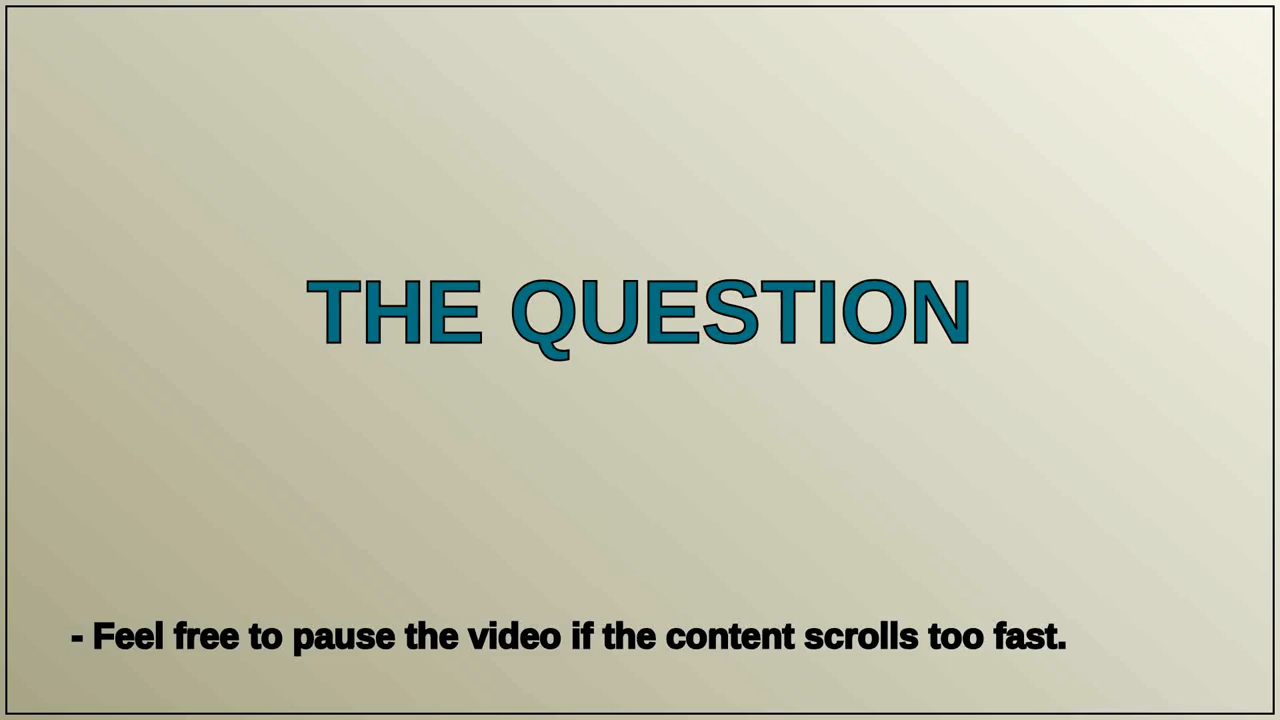 THE QUESTION
- Feel free to pause the video if the content scrolls too fast.